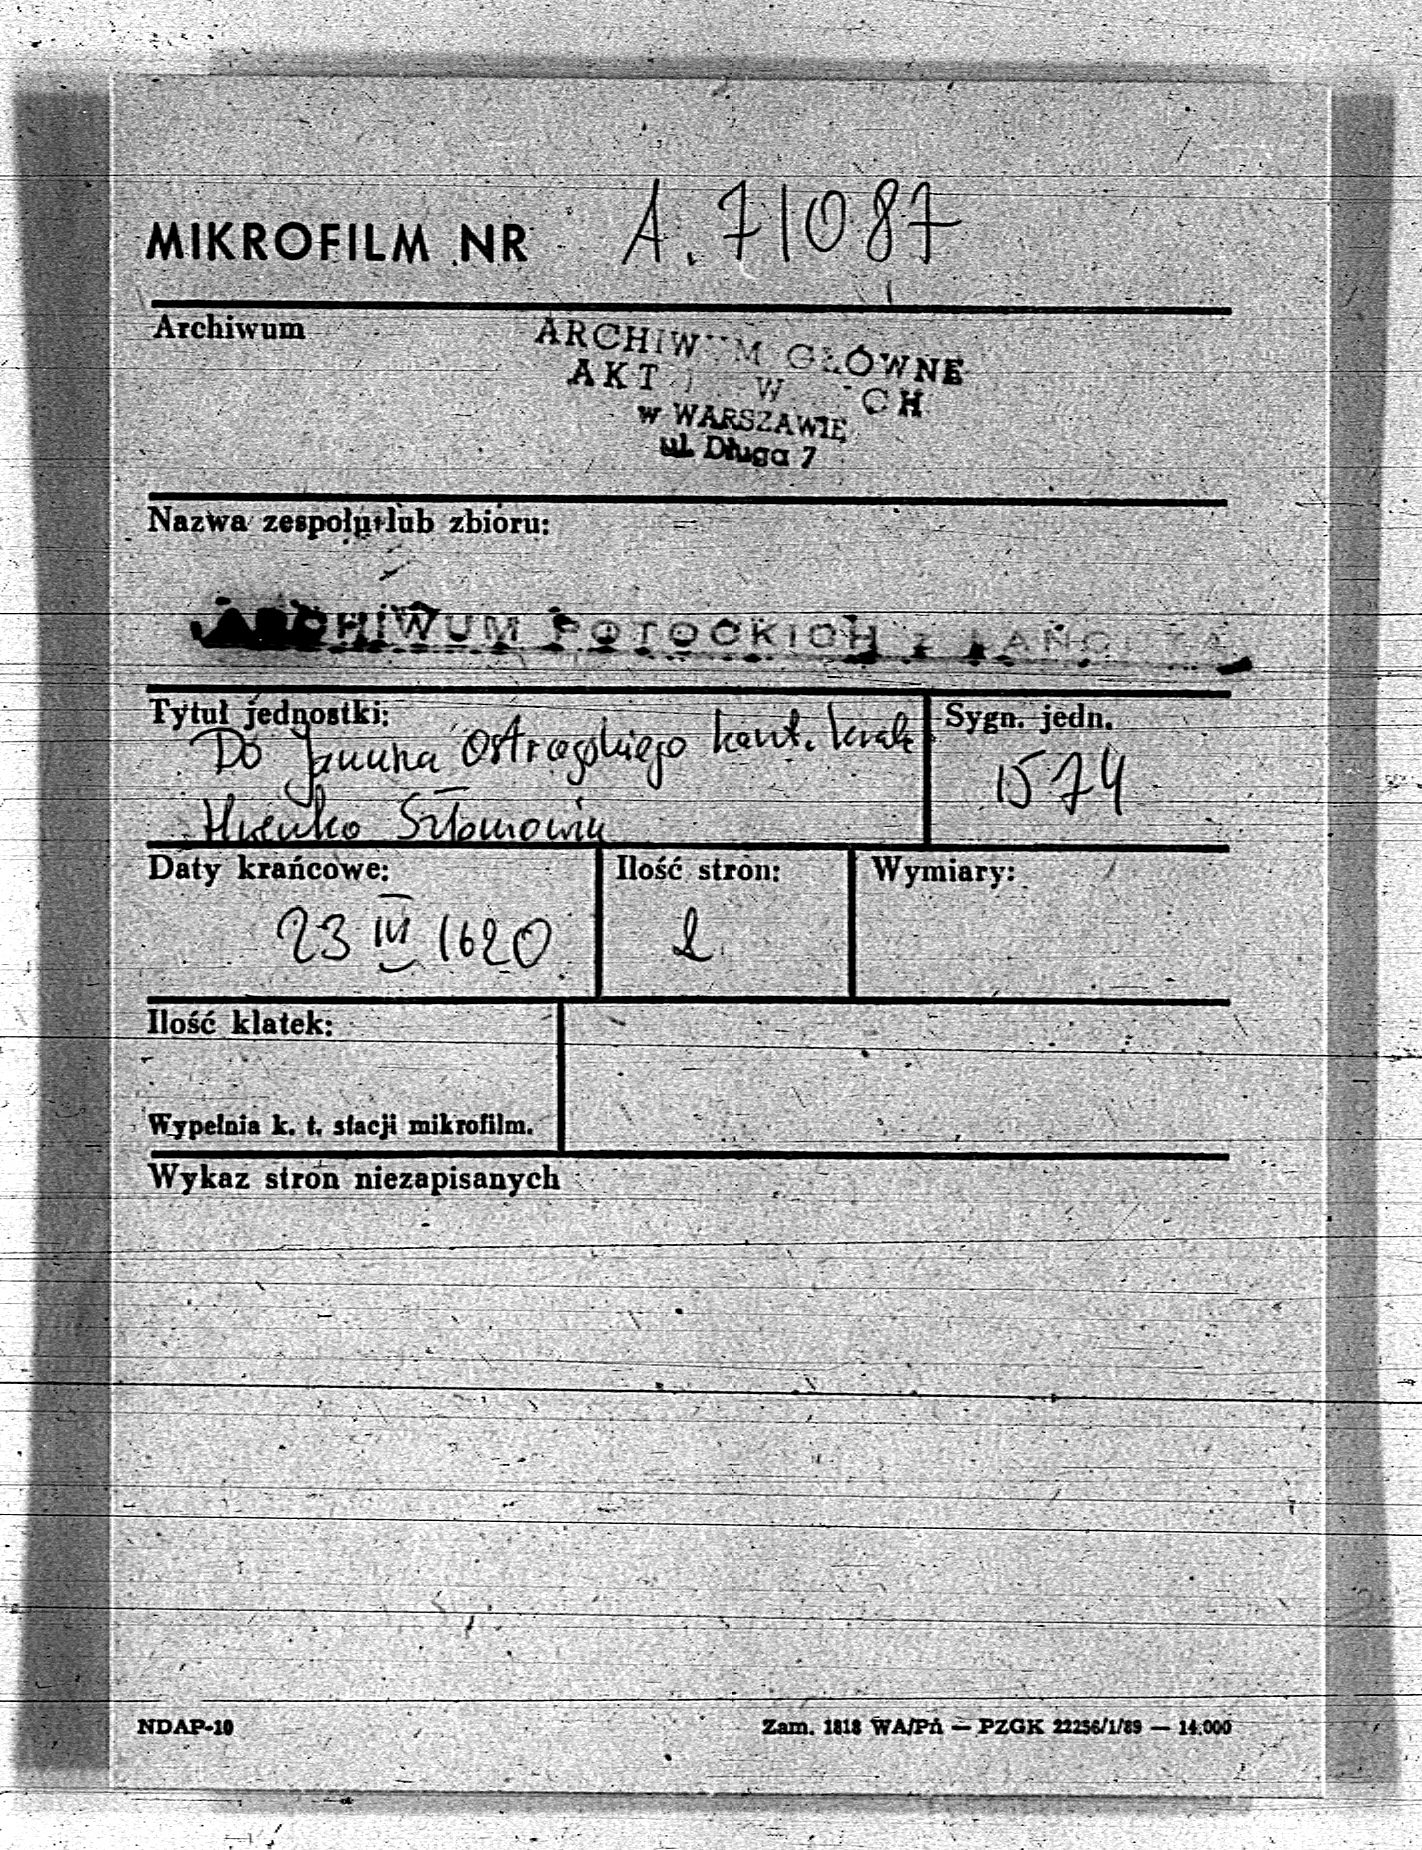 MIKROFILM NR A. 71087
Archiwum
ARCHIWUM GŁÓWNE
AKT W CH
w WARSZAWIE
ul. Długa 7
Nazwa zespołu lub zbioru:
ARCHIWUM POTOCKICH z ŁAŃCUTA
Tytuł jednostki:
Do Janusza Ostrogskiego kaszt. krak.
Sygn. jedn.
1574
Daty krańcowe:
23 III 1620
Ilość stron:
2
Wymiary:
Ilość klatek:
Wypełnia k. t. stacji mikrofilm.
Wykaz stron niezapisanych
NDAP-10
Zam. 1818 WA/Pń — PZGK 22256/1/89 — 14.000